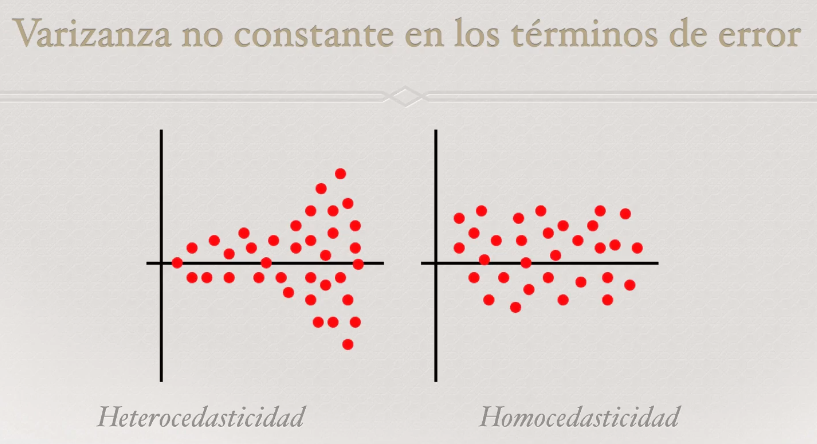 Varizanza no constante en los términos de error
Heterocedasticidad
Homocedasticidad